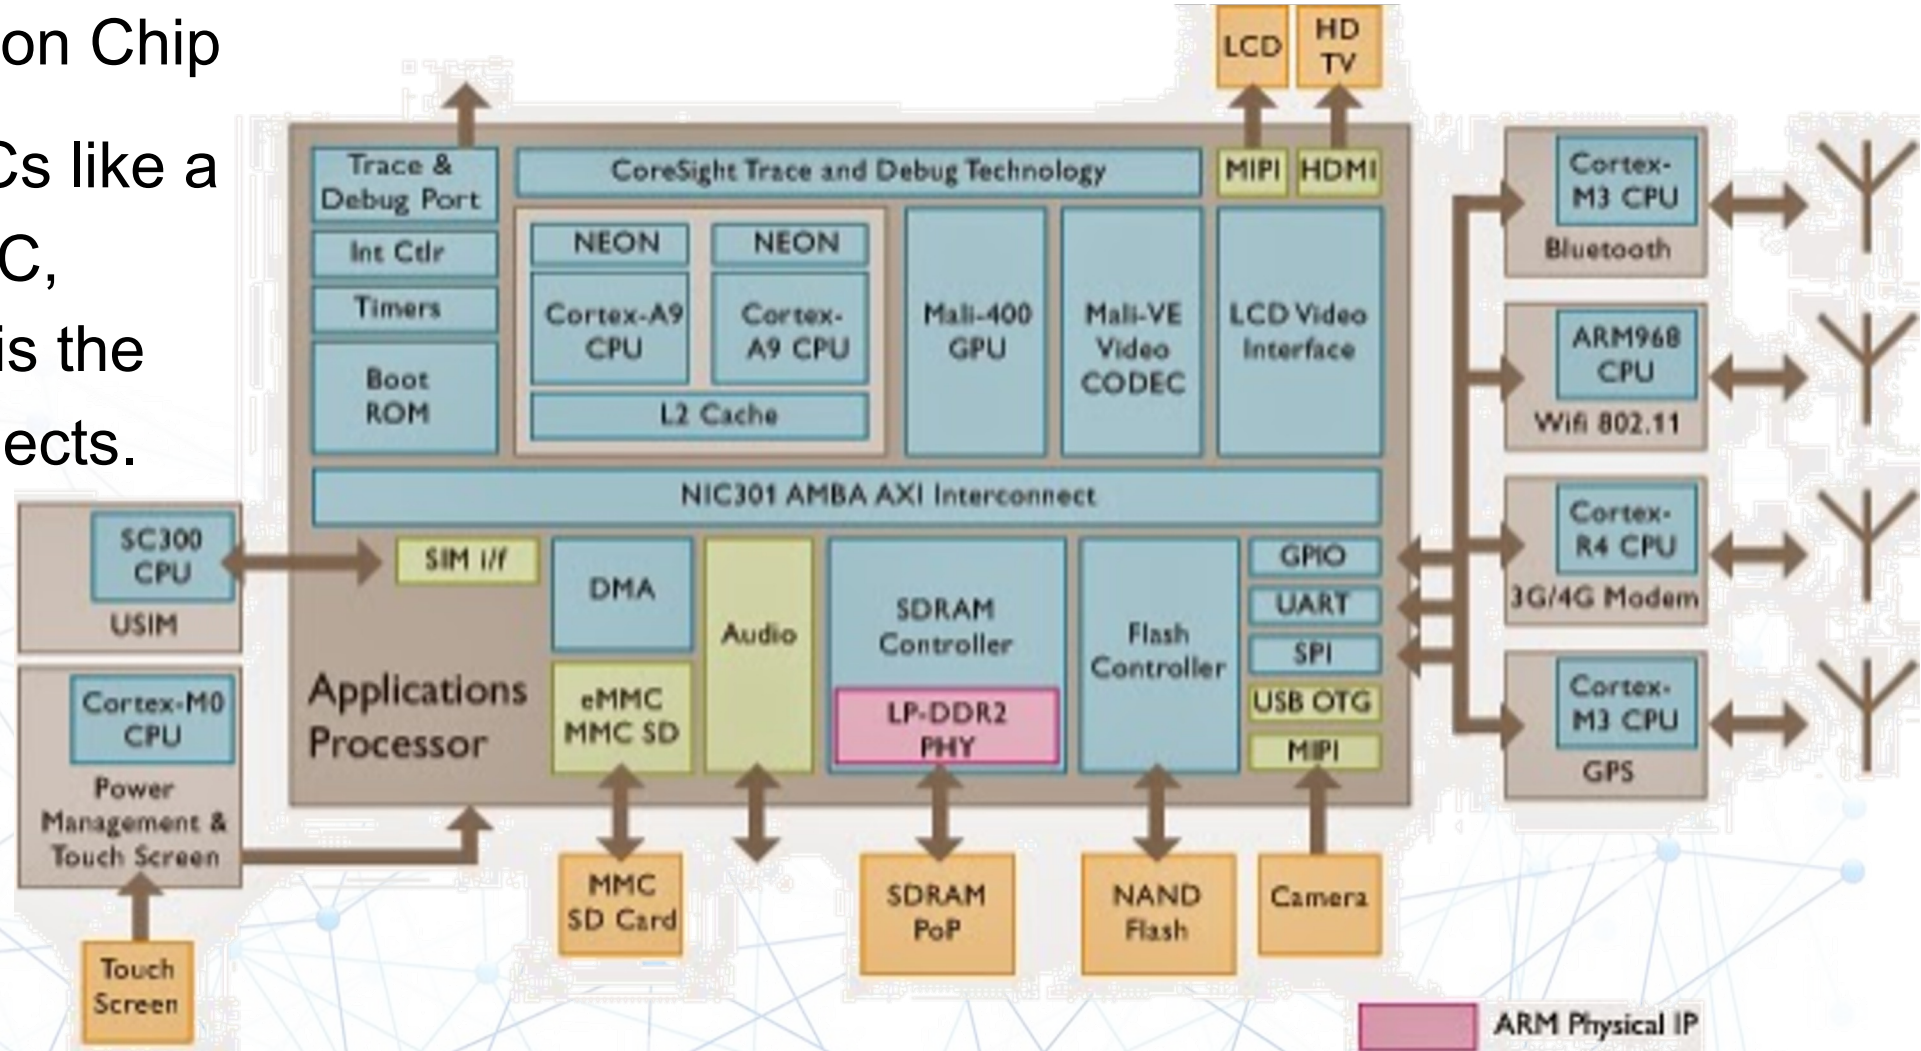 on Chip
Cs like a
C,
is the
ects.
LCD
HD
TV
Trace &
Debug Port
CoreSight Trace and Debug Technology
MIPI
HDMI
Int Ctlr
Timers
Boot
ROM
NEON
NEON
Cortex-A9
CPU
Cortex-
A9 CPU
L2 Cache
Mali-400
GPU
Mali-VE
Video
CODEC
LCD Video
Interface
NIC301 AMBA AXI Interconnect
SIM i/f
DMA
eMMC
MMC SD
Audio
SDRAM
Controller
LP-DDR2
PHY
Flash
Controller
GPIO
UART
SPI
USB OTG
MIPI
Applications
Processor
SC300
CPU
USIM
Cortex-M0
CPU
Power
Management &
Touch Screen
Touch
Screen
MMC
SD Card
SDRAM
PoP
NAND
Flash
Camera
Cortex-
M3 CPU
Bluetooth
ARM968
CPU
Wifi 802.11
Cortex-
R4 CPU
3G/4G Modem
Cortex-
M3 CPU
GPS
ARM Physical IP